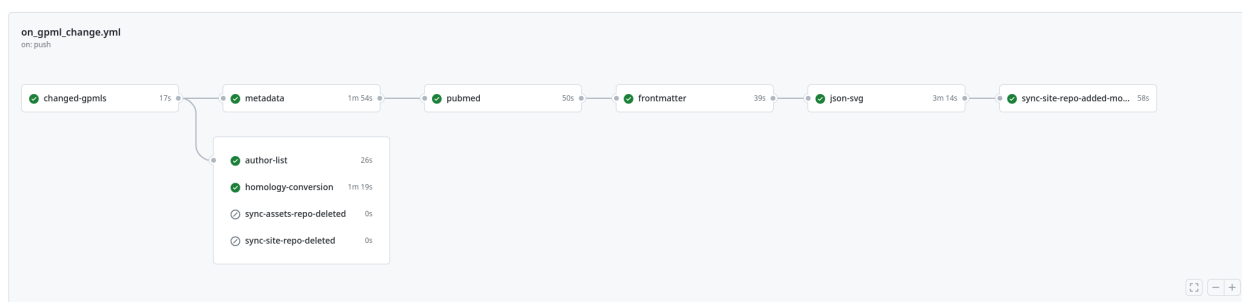 on_gpml_change.yml
on: push
changed-gpmls 17s
metadata 1m 54s
pubmed 50s
frontmatter 39s
json-svg 3m 14s
sync-site-repo-added-mo... 58s
author-list 26s
homology-conversion 1m 19s
sync-assets-repo-deleted 0s
sync-site-repo-deleted 0s